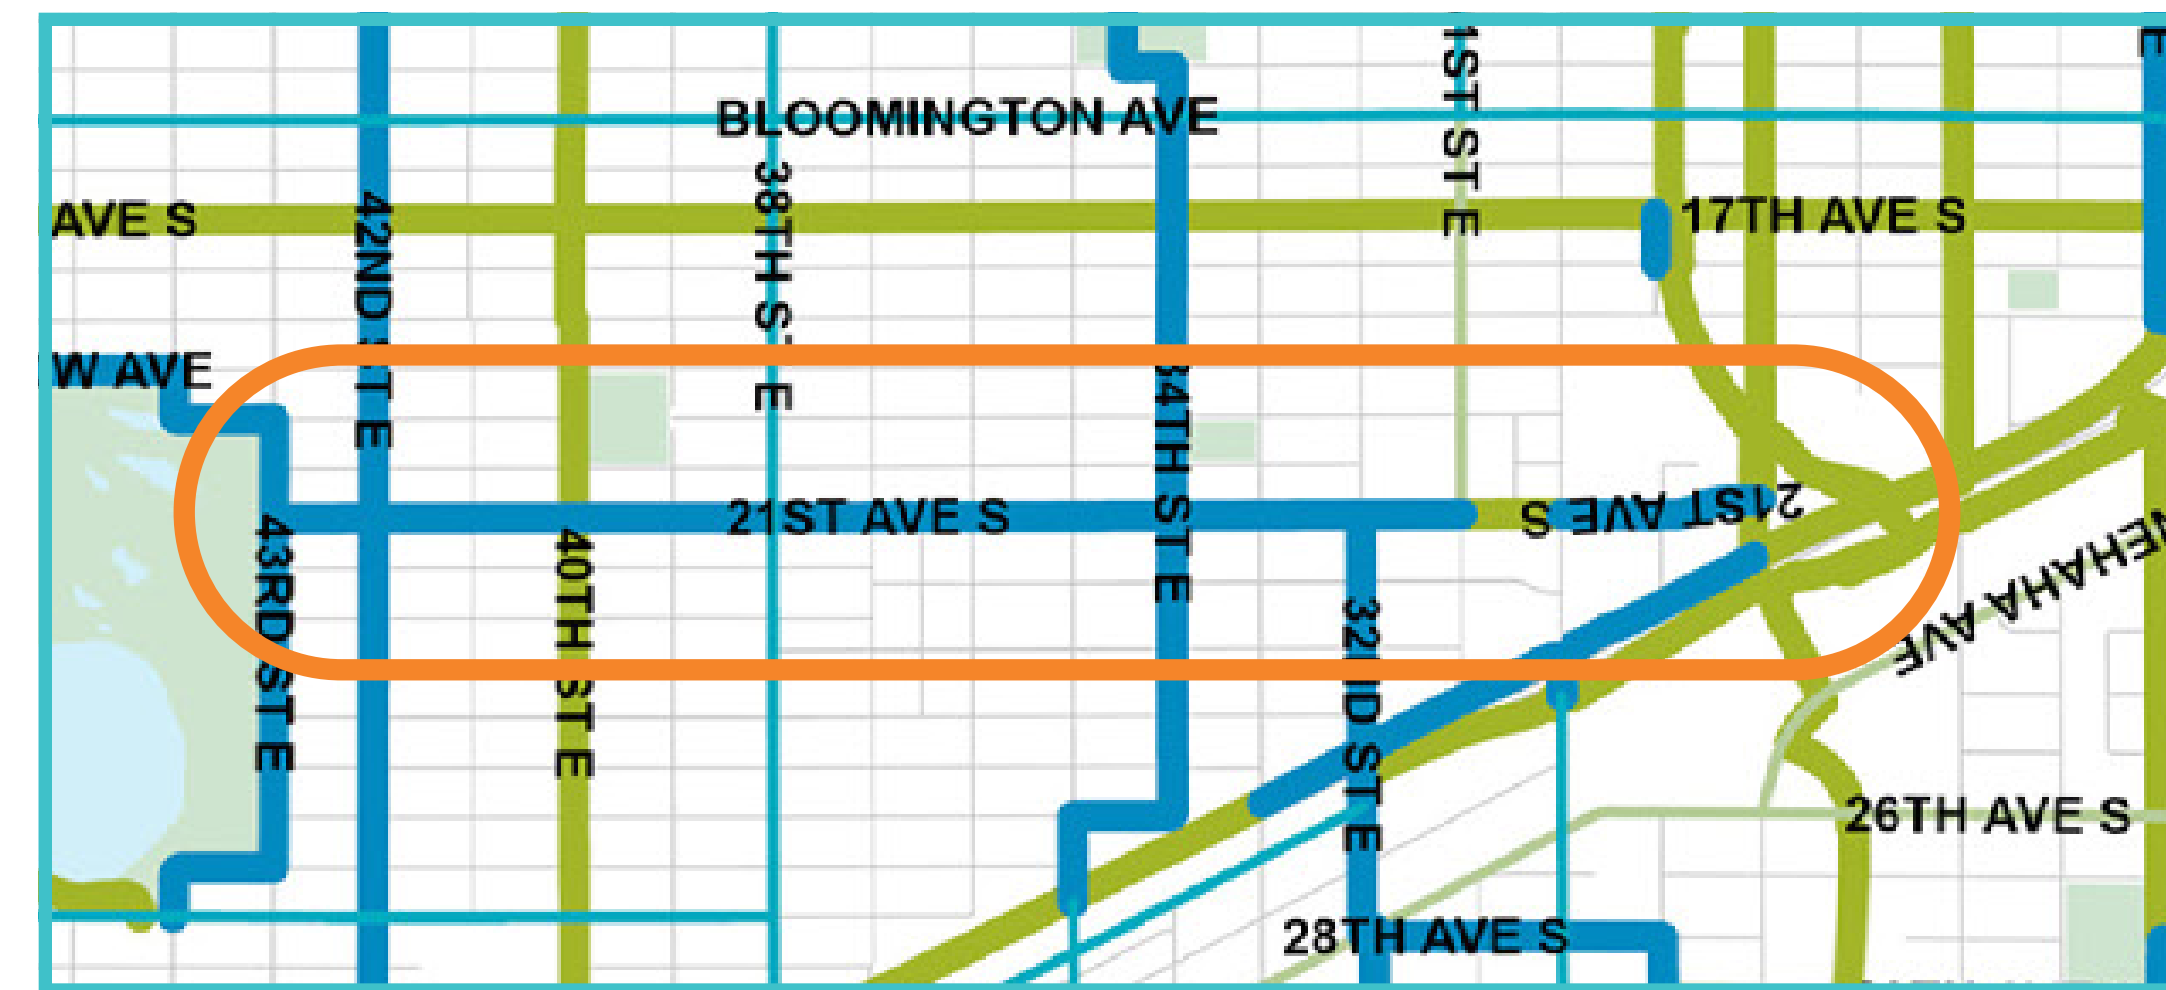 E
1ST ST E
BLOOMINGTON AVE
38TH ST E
AVE S
42ND ST E
17TH AVE S
W AVE
34TH ST E
21ST AVE S
21ST AVE S
43RD ST E
40TH ST E
32ND ST E
NEHAHA AVE
26TH AVE S
28TH AVE S